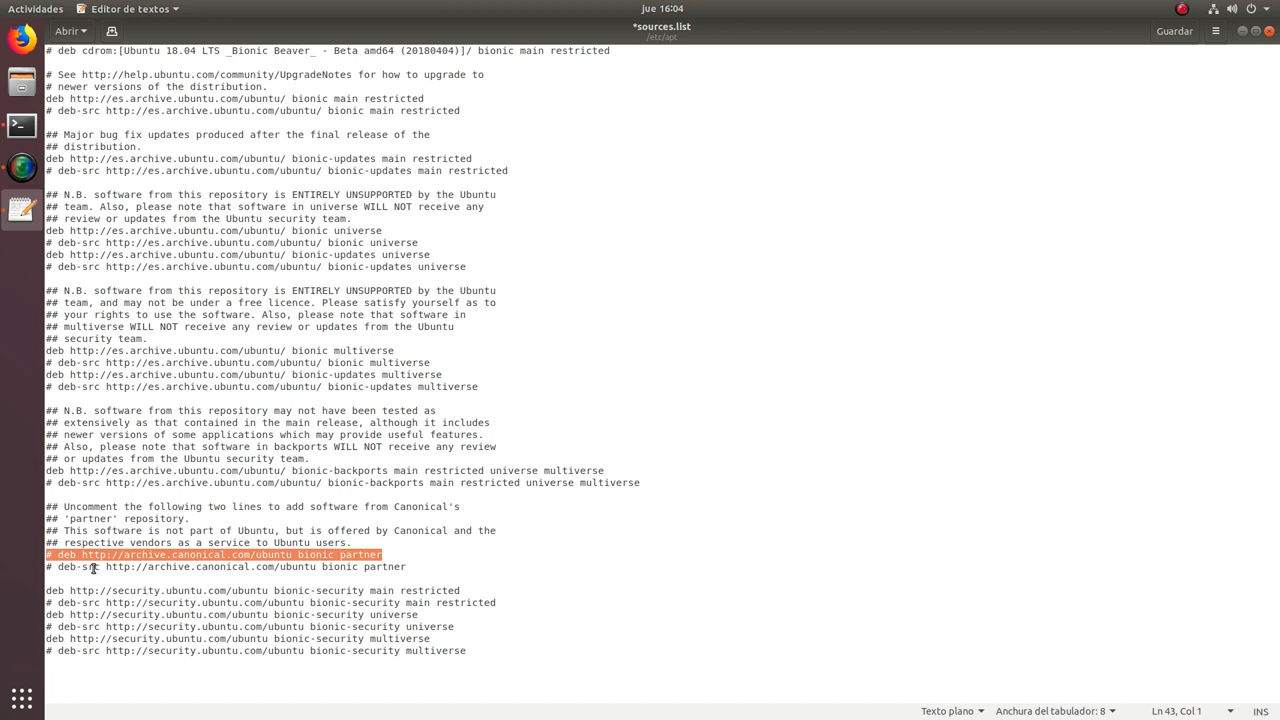 Actividades Editor de textos Jue 16:04
Abrir *sources.list Guardar
/etc/apt
# deb cdrom:[Ubuntu 18.04 LTS _Bionic Beaver_ - Beta amd64 (20180404)]/ bionic main restricted
# See http://help.ubuntu.com/community/UpgradeNotes for how to upgrade to
# newer versions of the distribution.
deb http://es.archive.ubuntu.com/ubuntu/ bionic main restricted
# deb-src http://es.archive.ubuntu.com/ubuntu/ bionic main restricted
## Major bug fix updates produced after the final release of the
## distribution.
deb http://es.archive.ubuntu.com/ubuntu/ bionic-updates main restricted
# deb-src http://es.archive.ubuntu.com/ubuntu/ bionic-updates main restricted
## N.B. software from this repository is ENTIRELY UNSUPPORTED by the Ubuntu
## team. Also, please note that software in universe WILL NOT receive any
## review or updates from the Ubuntu security team.
deb http://es.archive.ubuntu.com/ubuntu/ bionic universe
# deb-src http://es.archive.ubuntu.com/ubuntu/ bionic universe
deb http://es.archive.ubuntu.com/ubuntu/ bionic-updates universe
# deb-src http://es.archive.ubuntu.com/ubuntu/ bionic-updates universe
## N.B. software from this repository is ENTIRELY UNSUPPORTED by the Ubuntu
## team, and may not be under a free licence. Please satisfy yourself as to
## your rights to use the software. Also, please note that software in
## multiverse WILL NOT receive any review or updates from the Ubuntu
## security team.
deb http://es.archive.ubuntu.com/ubuntu/ bionic multiverse
# deb-src http://es.archive.ubuntu.com/ubuntu/ bionic multiverse
deb http://es.archive.ubuntu.com/ubuntu/ bionic-updates multiverse
# deb-src http://es.archive.ubuntu.com/ubuntu/ bionic-updates multiverse
## N.B. software from this repository may not have been tested as
## extensively as that contained in the main release, although it includes
## newer versions of some applications which may provide useful features.
## Also, please note that software in backports WILL NOT receive any review
## or updates from the Ubuntu security team.
deb http://es.archive.ubuntu.com/ubuntu/ bionic-backports main restricted universe multiverse
# deb-src http://es.archive.ubuntu.com/ubuntu/ bionic-backports main restricted universe multiverse
## Uncomment the following two lines to add software from Canonical's
## 'partner' repository.
## This software is not part of Ubuntu, but is offered by Canonical and the
## respective vendors as a service to Ubuntu users.
# deb http://archive.canonical.com/ubuntu bionic partner
# deb-src http://archive.canonical.com/ubuntu bionic partner
deb http://security.ubuntu.com/ubuntu bionic-security main restricted
# deb-src http://security.ubuntu.com/ubuntu bionic-security main restricted
deb http://security.ubuntu.com/ubuntu bionic-security universe
# deb-src http://security.ubuntu.com/ubuntu bionic-security universe
deb http://security.ubuntu.com/ubuntu bionic-security multiverse
# deb-src http://security.ubuntu.com/ubuntu bionic-security multiverse
Texto plano Anchura del tabulador: 8 Ln 43, Col 1 INS